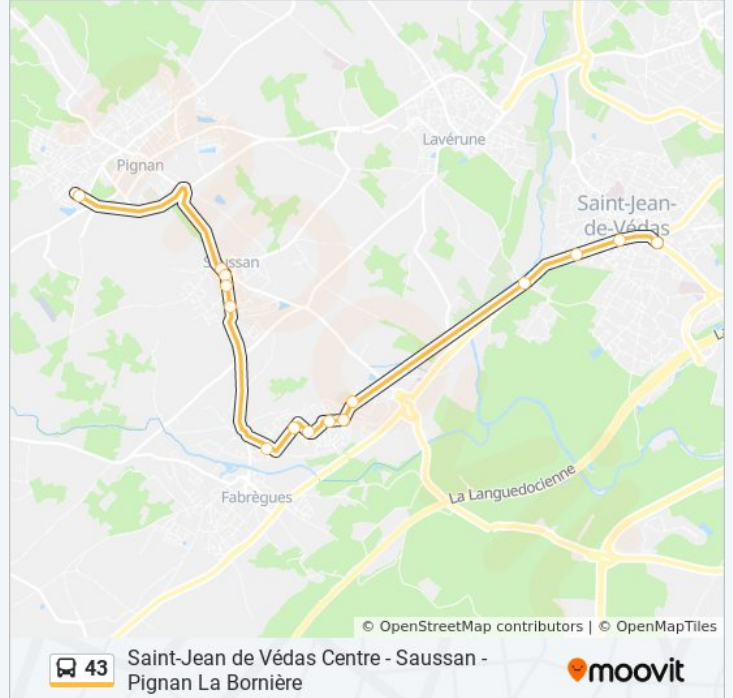 Lavérune
Pignan
Saint-Jean-
de-Védas
Saussan
La Languedocienne
Fabrègues
© OpenStreetMap contributors | © OpenMapTiles
43
Saint-Jean de Védas Centre - Saussan -
Pignan La Bornière
moovit